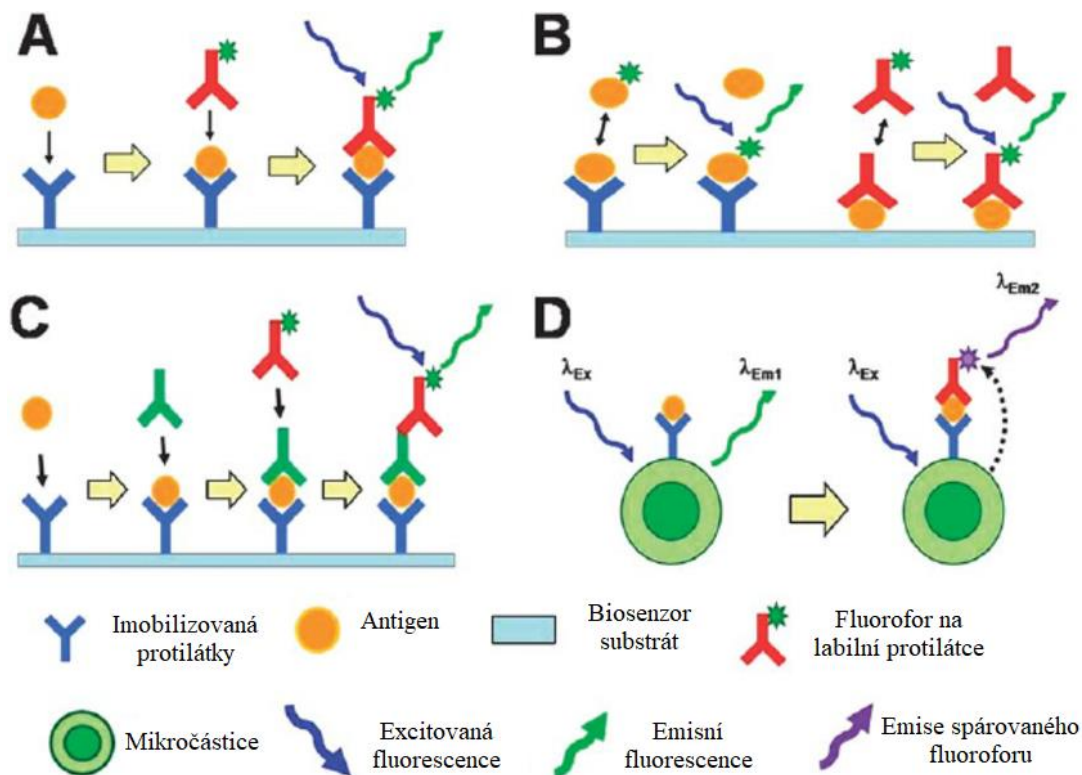 A
B
C
D
λEx
λEm1
λEx
λEm2
Imobilizovaná
protilátky
Antigen
Biosenzor
substrát
Fluorofor na
labilní protilátce
Mikročástice
Excitovaná
fluorescence
Emisní
fluorescence
Emise spárovaného
fluoroforu